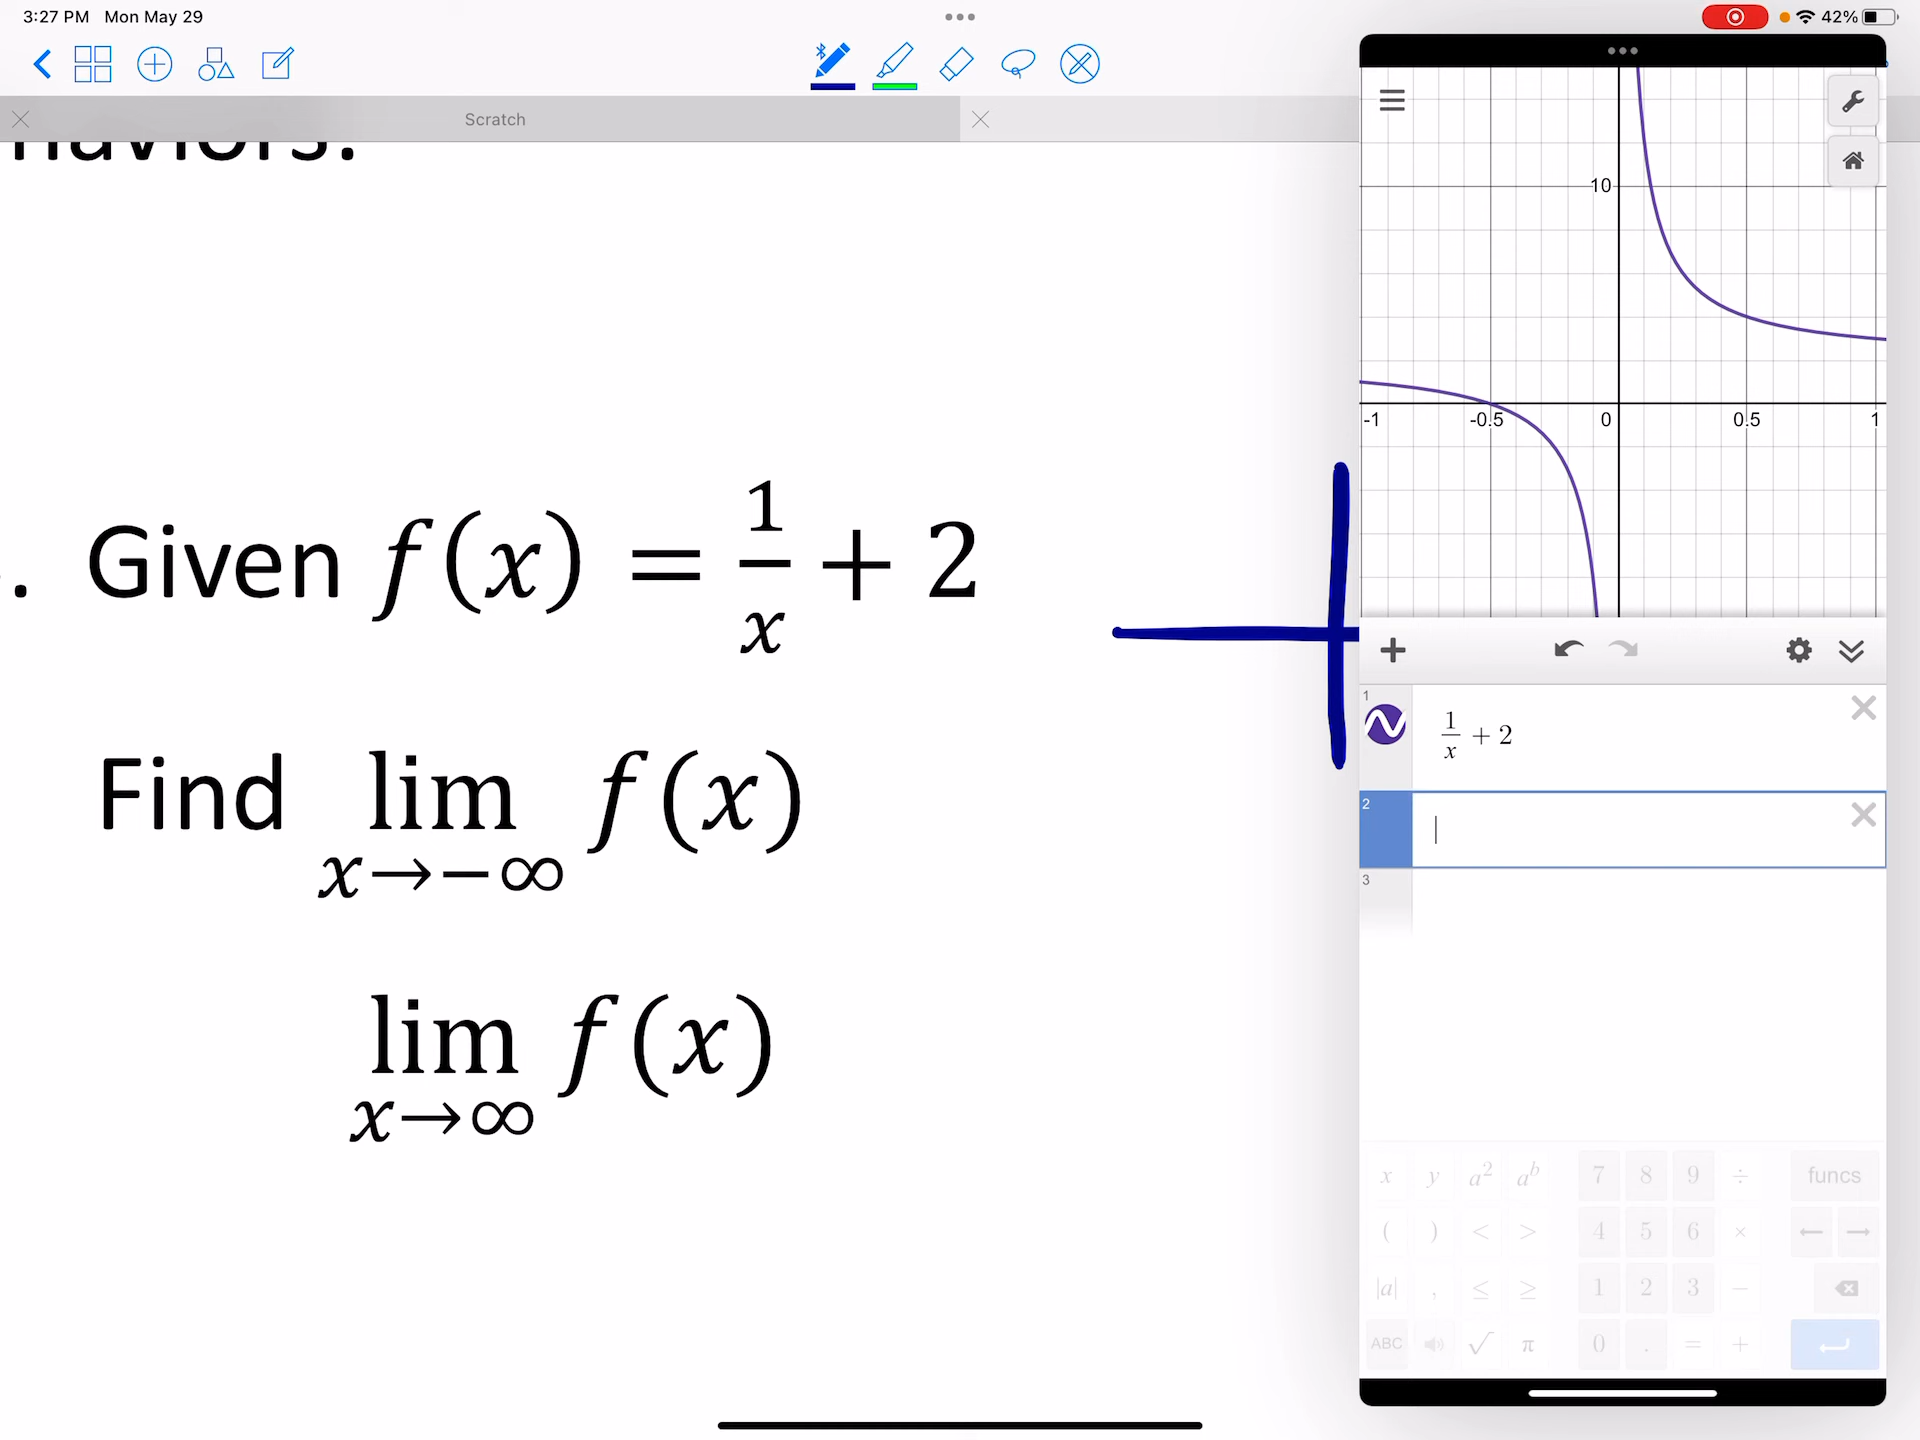 3:27 PM Mon May 29
42%
Scratch
haviors.
. Given f(x) = 1/x + 2
Find lim x→−∞ f(x)
lim x→∞ f(x)
10
-1 -0.5 0 0.5 1
1
1/x + 2
2
3
x y a² aᵇ 7 8 9 ÷ funcs
( ) < > 4 5 6 × ← →
|a| , ≤ ≥ 1 2 3 −
ABC √ π 0 . = +